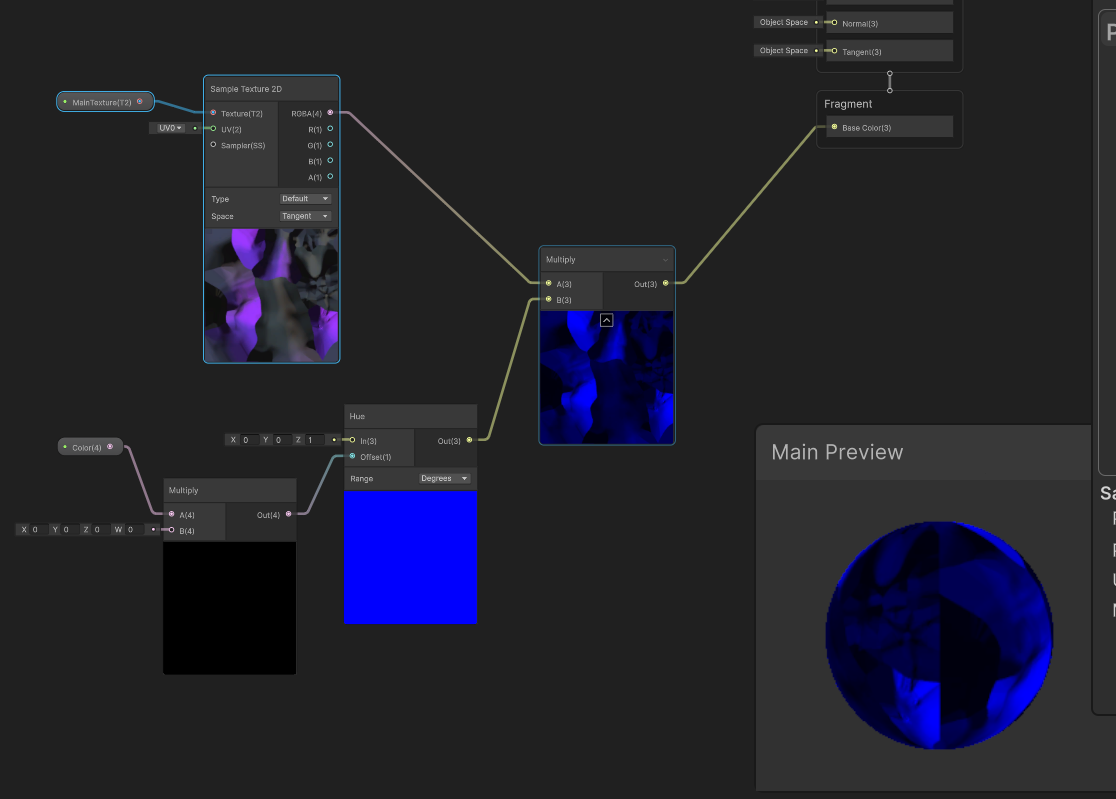 Object Space
Normal(3)
Object Space
Tangent(3)
Fragment
Base Color(3)
MainTexture(T2)
Sample Texture 2D
Texture(T2)
RGBA(4)
UV0
UV(2)
R(1)
Sampler(SS)
G(1)
B(1)
A(1)
Type
Default
Space
Tangent
Multiply
A(3)
Out(3)
B(3)
Hue
X 0 Y 0 Z 1
In(3)
Out(3)
Offset(1)
Range
Degrees
Color(4)
Multiply
A(4)
Out(4)
X 0 Y 0 Z 0 W 0
B(4)
Main Preview